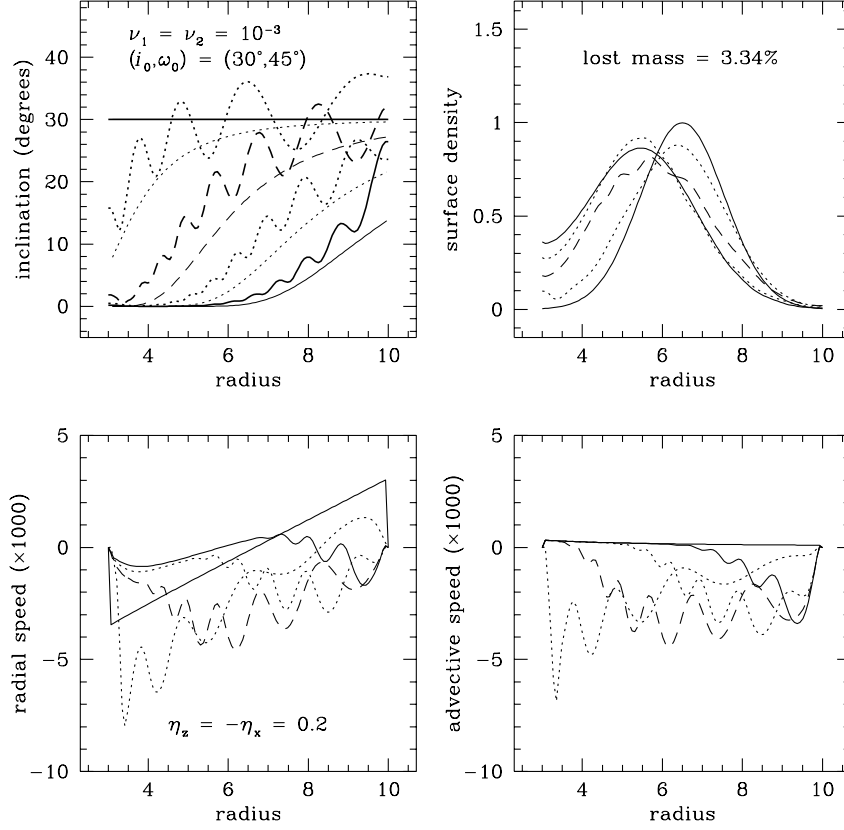 ν₁ = ν₂ = 10⁻³
(i₀,ω₀) = (30°,45°)
inclination (degrees)
40
30
20
10
0
4
6
8
10
radius
lost mass = 3.34%
surface density
1.5
1
0.5
0
4
6
8
10
radius
radial speed (×1000)
5
0
−5
−10
η_z = −η_x = 0.2
4
6
8
10
radius
advective speed (×1000)
5
0
−5
−10
4
6
8
10
radius